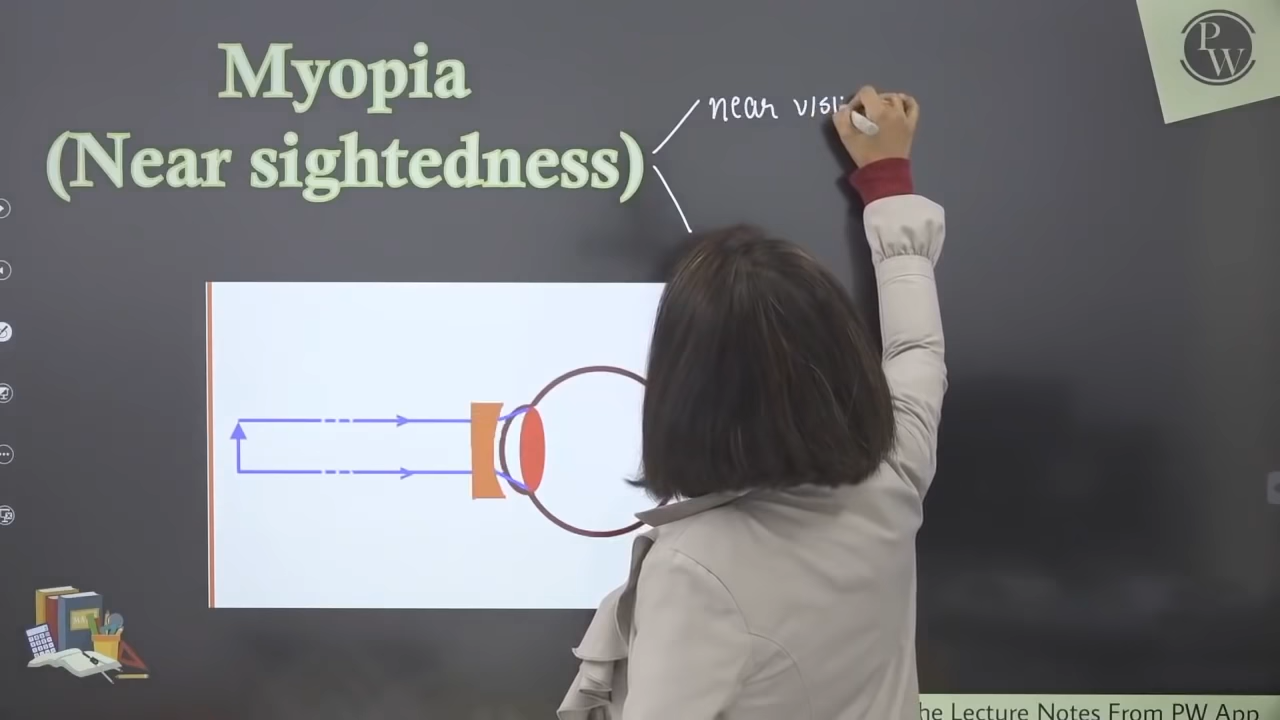 Myopia
(Near sightedness)
near visi
PW
he Lecture Notes From PW App